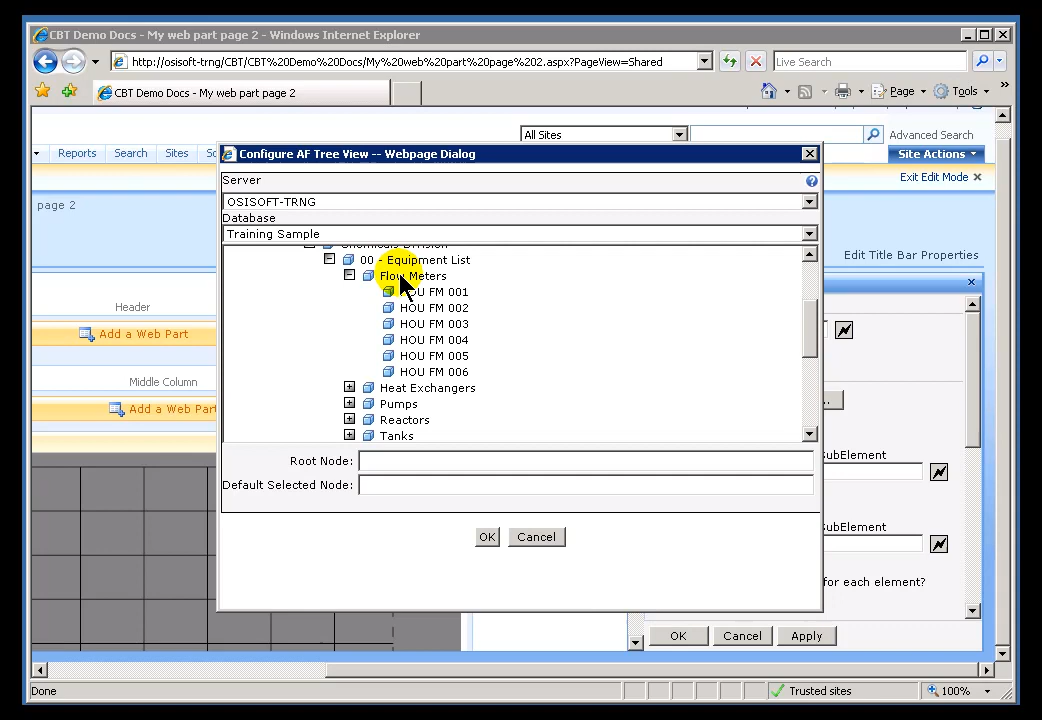 CBT Demo Docs - My web part page 2 - Windows Internet Explorer
http://osisoft-trng/CBT/CBT%20Demo%20Docs/My%20web%20part%20page%202.aspx?PageView=Shared
Live Search
CBT Demo Docs - My web part page 2
Page
Tools
»
All Sites
Advanced Search
Reports
Search
Sites
Site Actions
Exit Edit Mode
page 2
Edit Title Bar Properties
Configure AF Tree View -- Webpage Dialog
Server
OSISOFT-TRNG
Database
Training Sample
Chemicals Division
00 - Equipment List
Flow Meters
HOU FM 001
HOU FM 002
HOU FM 003
HOU FM 004
HOU FM 005
HOU FM 006
Heat Exchangers
Pumps
Reactors
Tanks
Root Node:
Default Selected Node:
OK
Cancel
Header
Add a Web Part
Middle Column
Add a Web Part
SubElement
SubElement
for each element?
OK
Cancel
Apply
Done
Trusted sites
100%